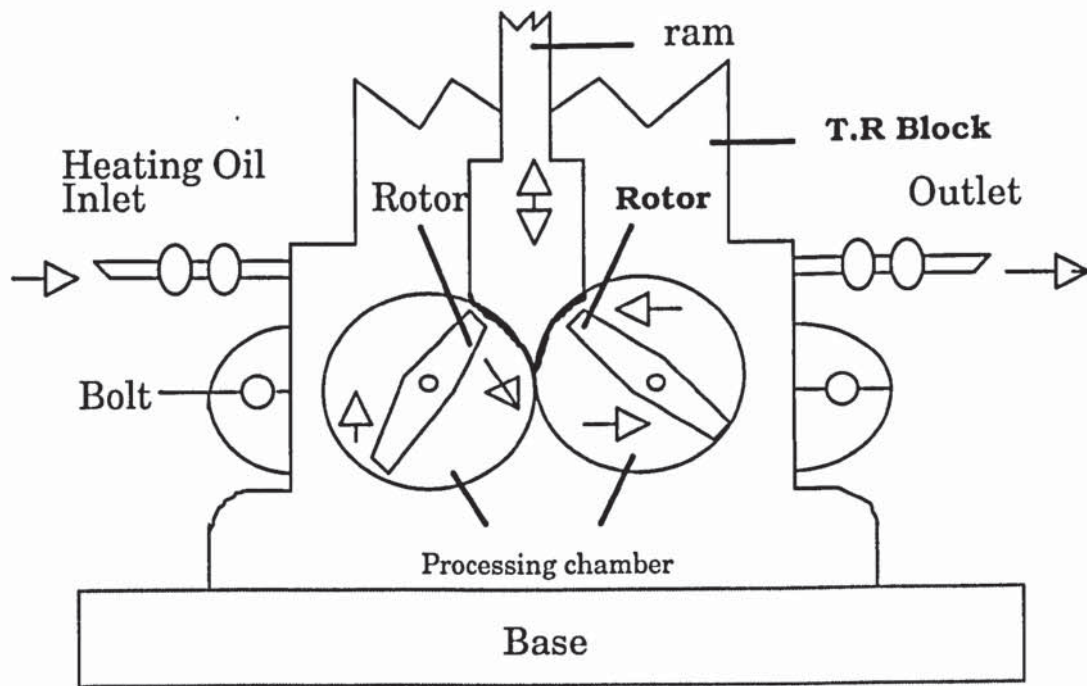 ram
T.R Block
Heating Oil
Inlet
Rotor
Rotor
Outlet
Bolt
Processing chamber
Base